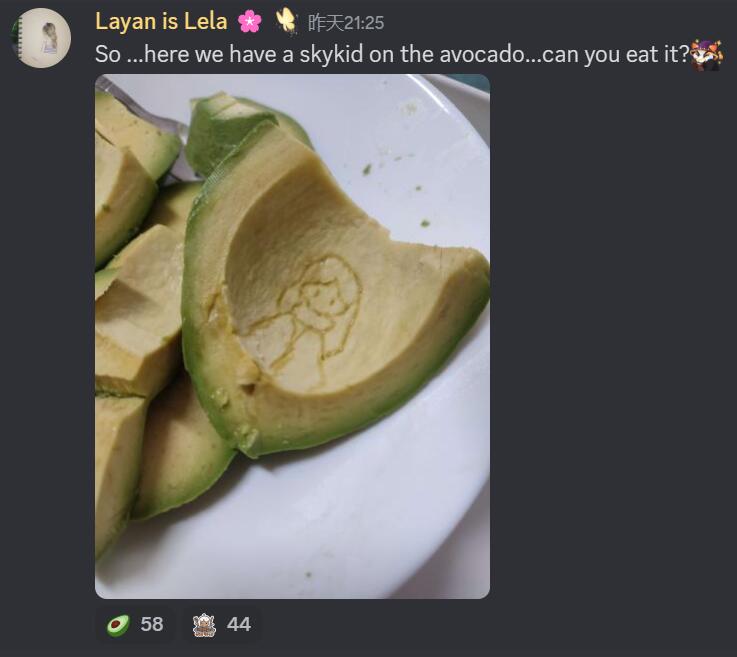 Layan is Lela 昨天21:25
So ...here we have a skykid on the avocado...can you eat it?
58 44